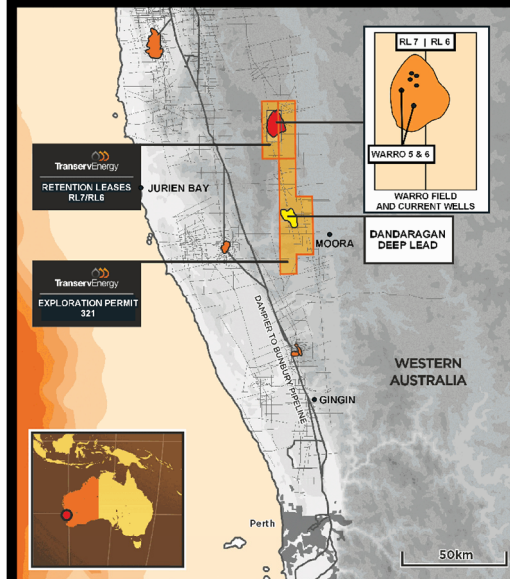 RL 7 | RL 6
WARRO 5 & 6
WARRO FIELD
AND CURRENT WELLS
TranservEnergy
RETENTION LEASES
RL7/RL6
JURIEN BAY
MOORA
DANDARAGAN
DEEP LEAD
TranservEnergy
EXPLORATION PERMIT
321
DAMPIER TO BUNBURY PIPELINE
WESTERN
AUSTRALIA
GINGIN
Perth
50km